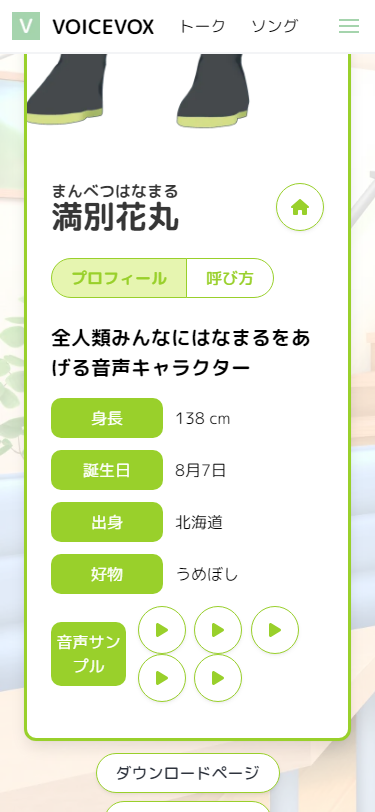 V VOICEVOX トーク ソング
まんべつはなまる
満別花丸
プロフィール 呼び方
全人類みんなにはなまるをあ
げる音声キャラクター
身長 138 cm
誕生日 8月7日
出身 北海道
好物 うめぼし
音声サン
プル
ダウンロードページ